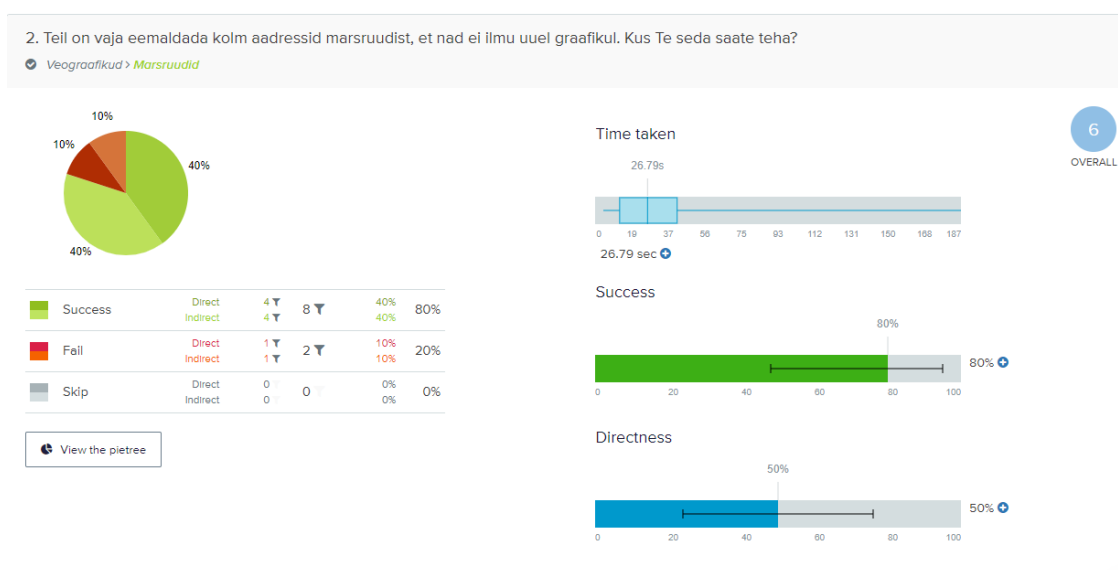 2. Teil on vaja eemaldada kolm aadressid marsruudist, et nad ei ilmu uuel graafikul. Kus Te seda saate teha?
Veograafikud > Marsruudid
10%
10%
40%
40%
Success Direct 4 8 40% 80%
Indirect 4 40%
Fail Direct 1 2 10% 20%
Indirect 1 10%
Skip Direct 0 0 0% 0%
Indirect 0 0%
View the pietree
Time taken
26.79s
0 19 37 56 75 93 112 131 150 168 187
26.79 sec
Success
80%
80%
0 20 40 60 80 100
Directness
50%
50%
0 20 40 60 80 100
6
OVERALL